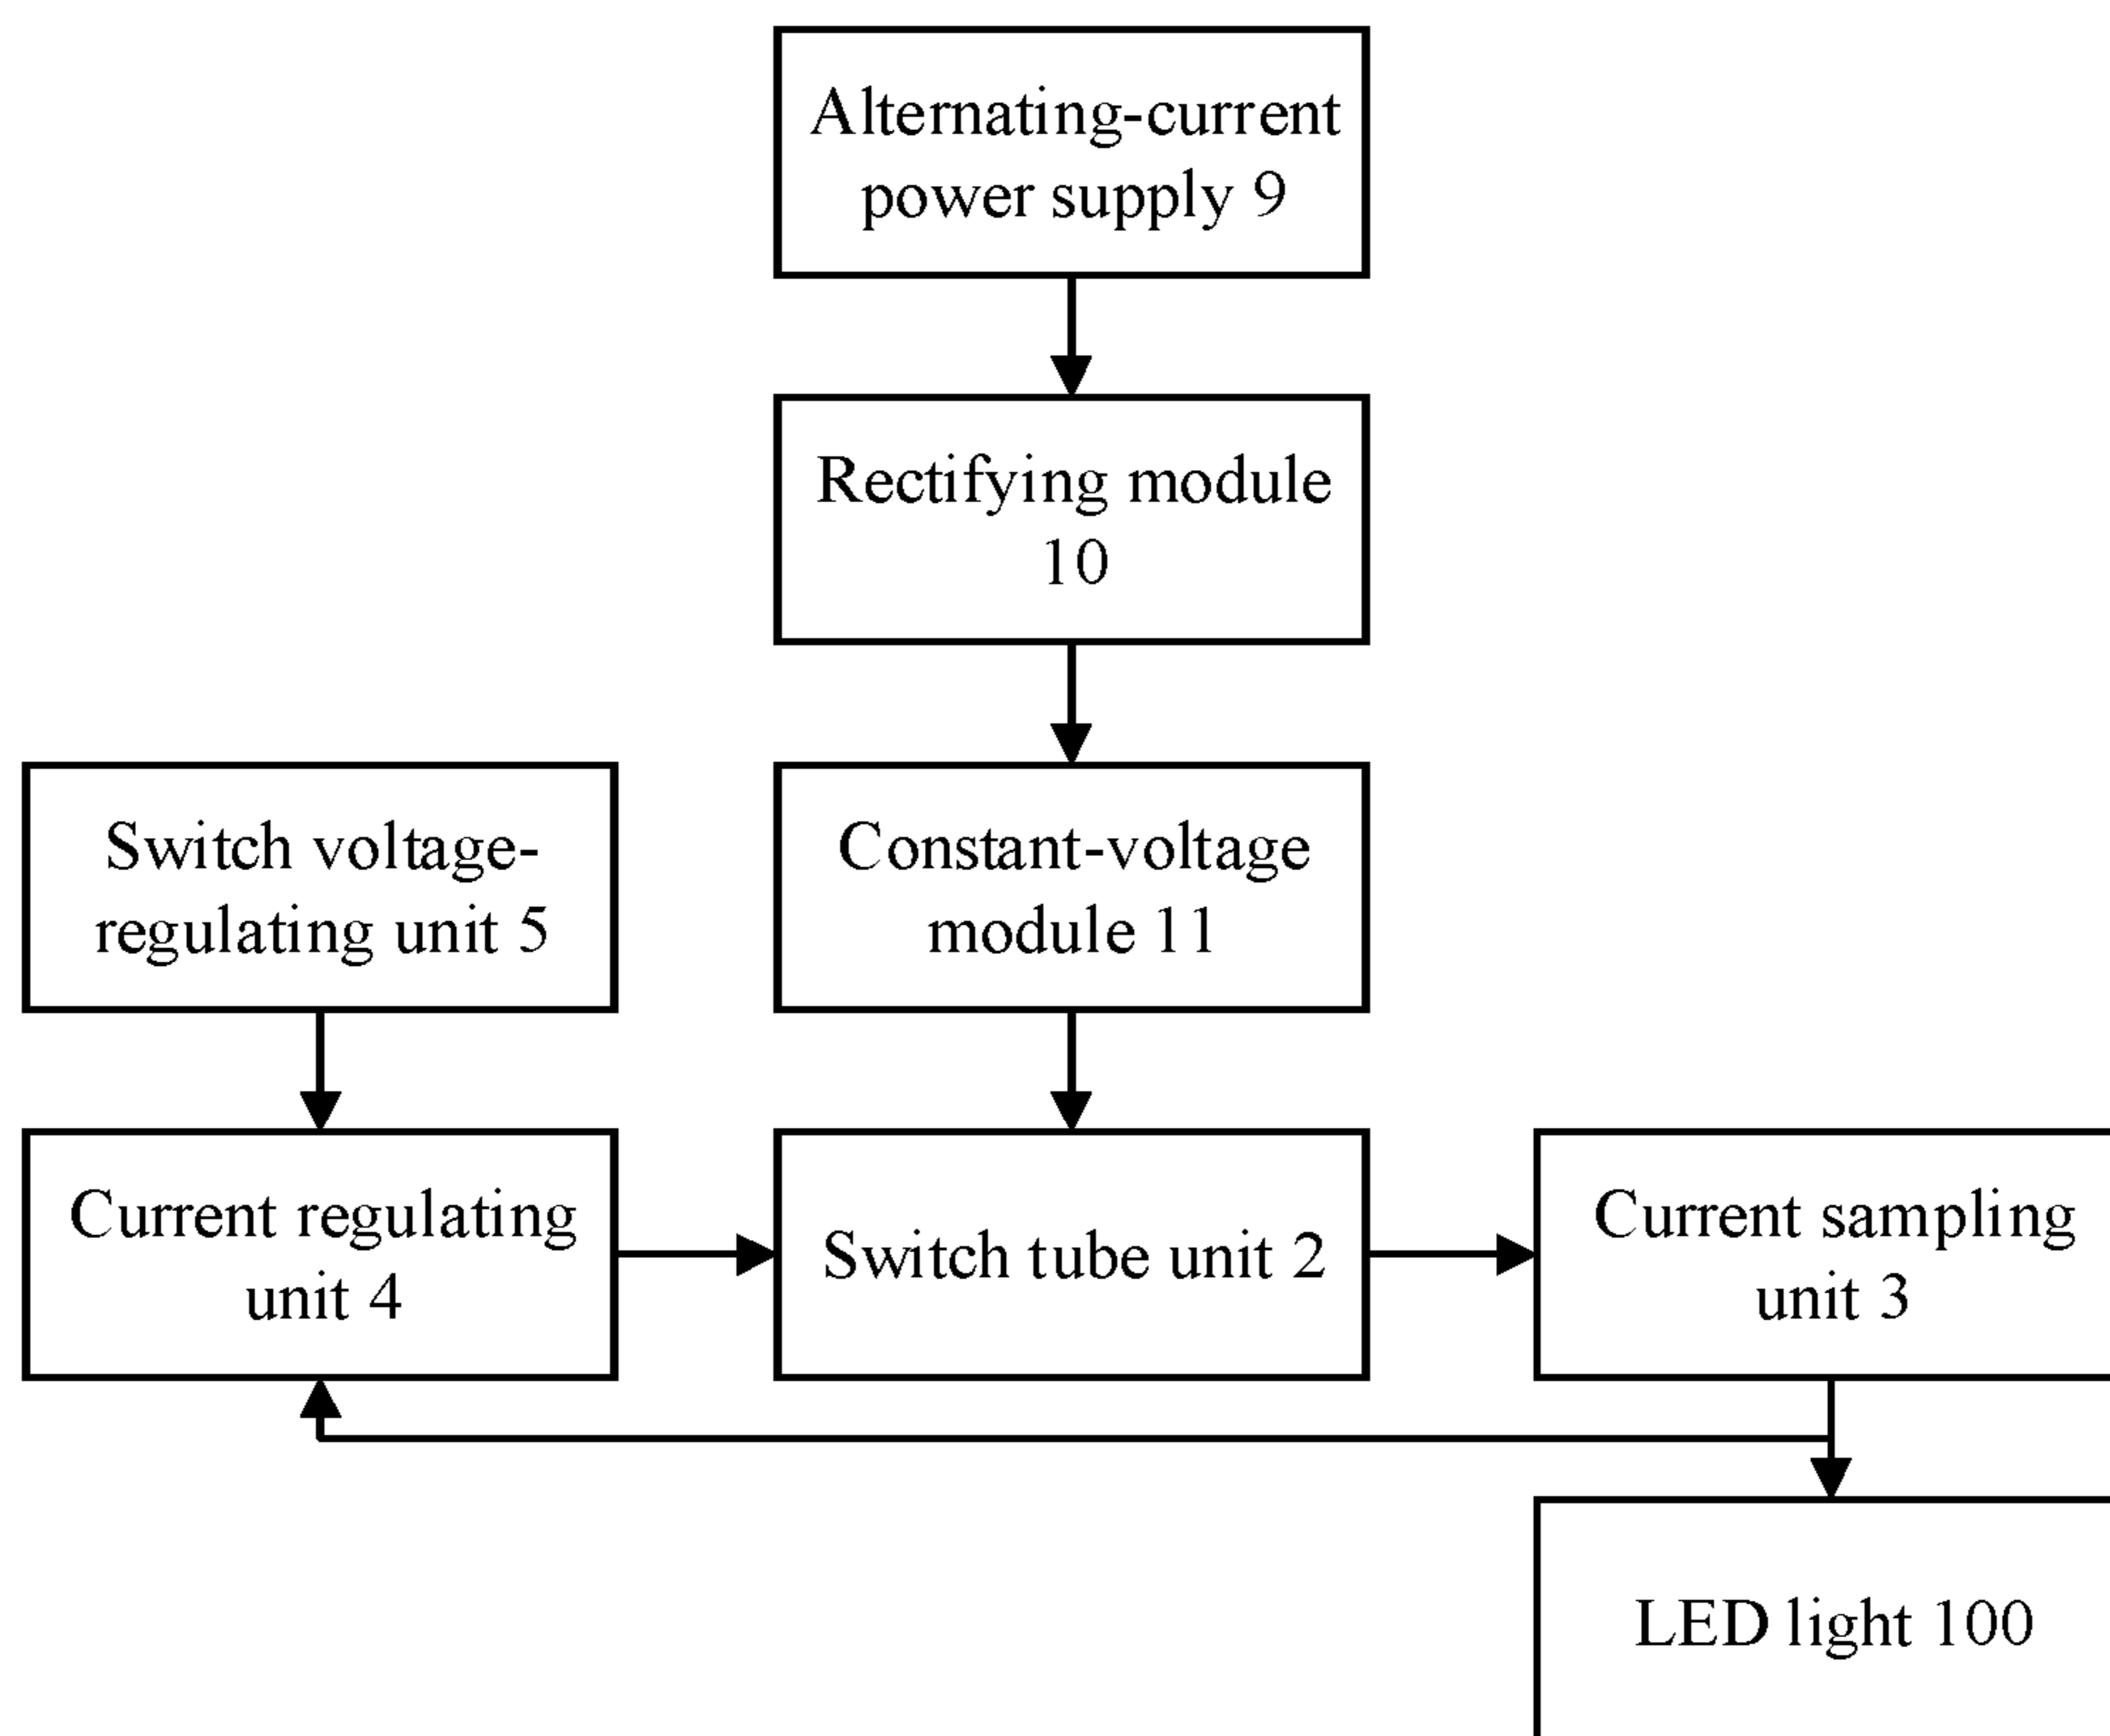 Alternating-current
power supply 9
Rectifying module
10
Switch voltage-
regulating unit 5
Constant-voltage
module 11
Current regulating
unit 4
Switch tube unit 2
Current sampling
unit 3
LED light 100